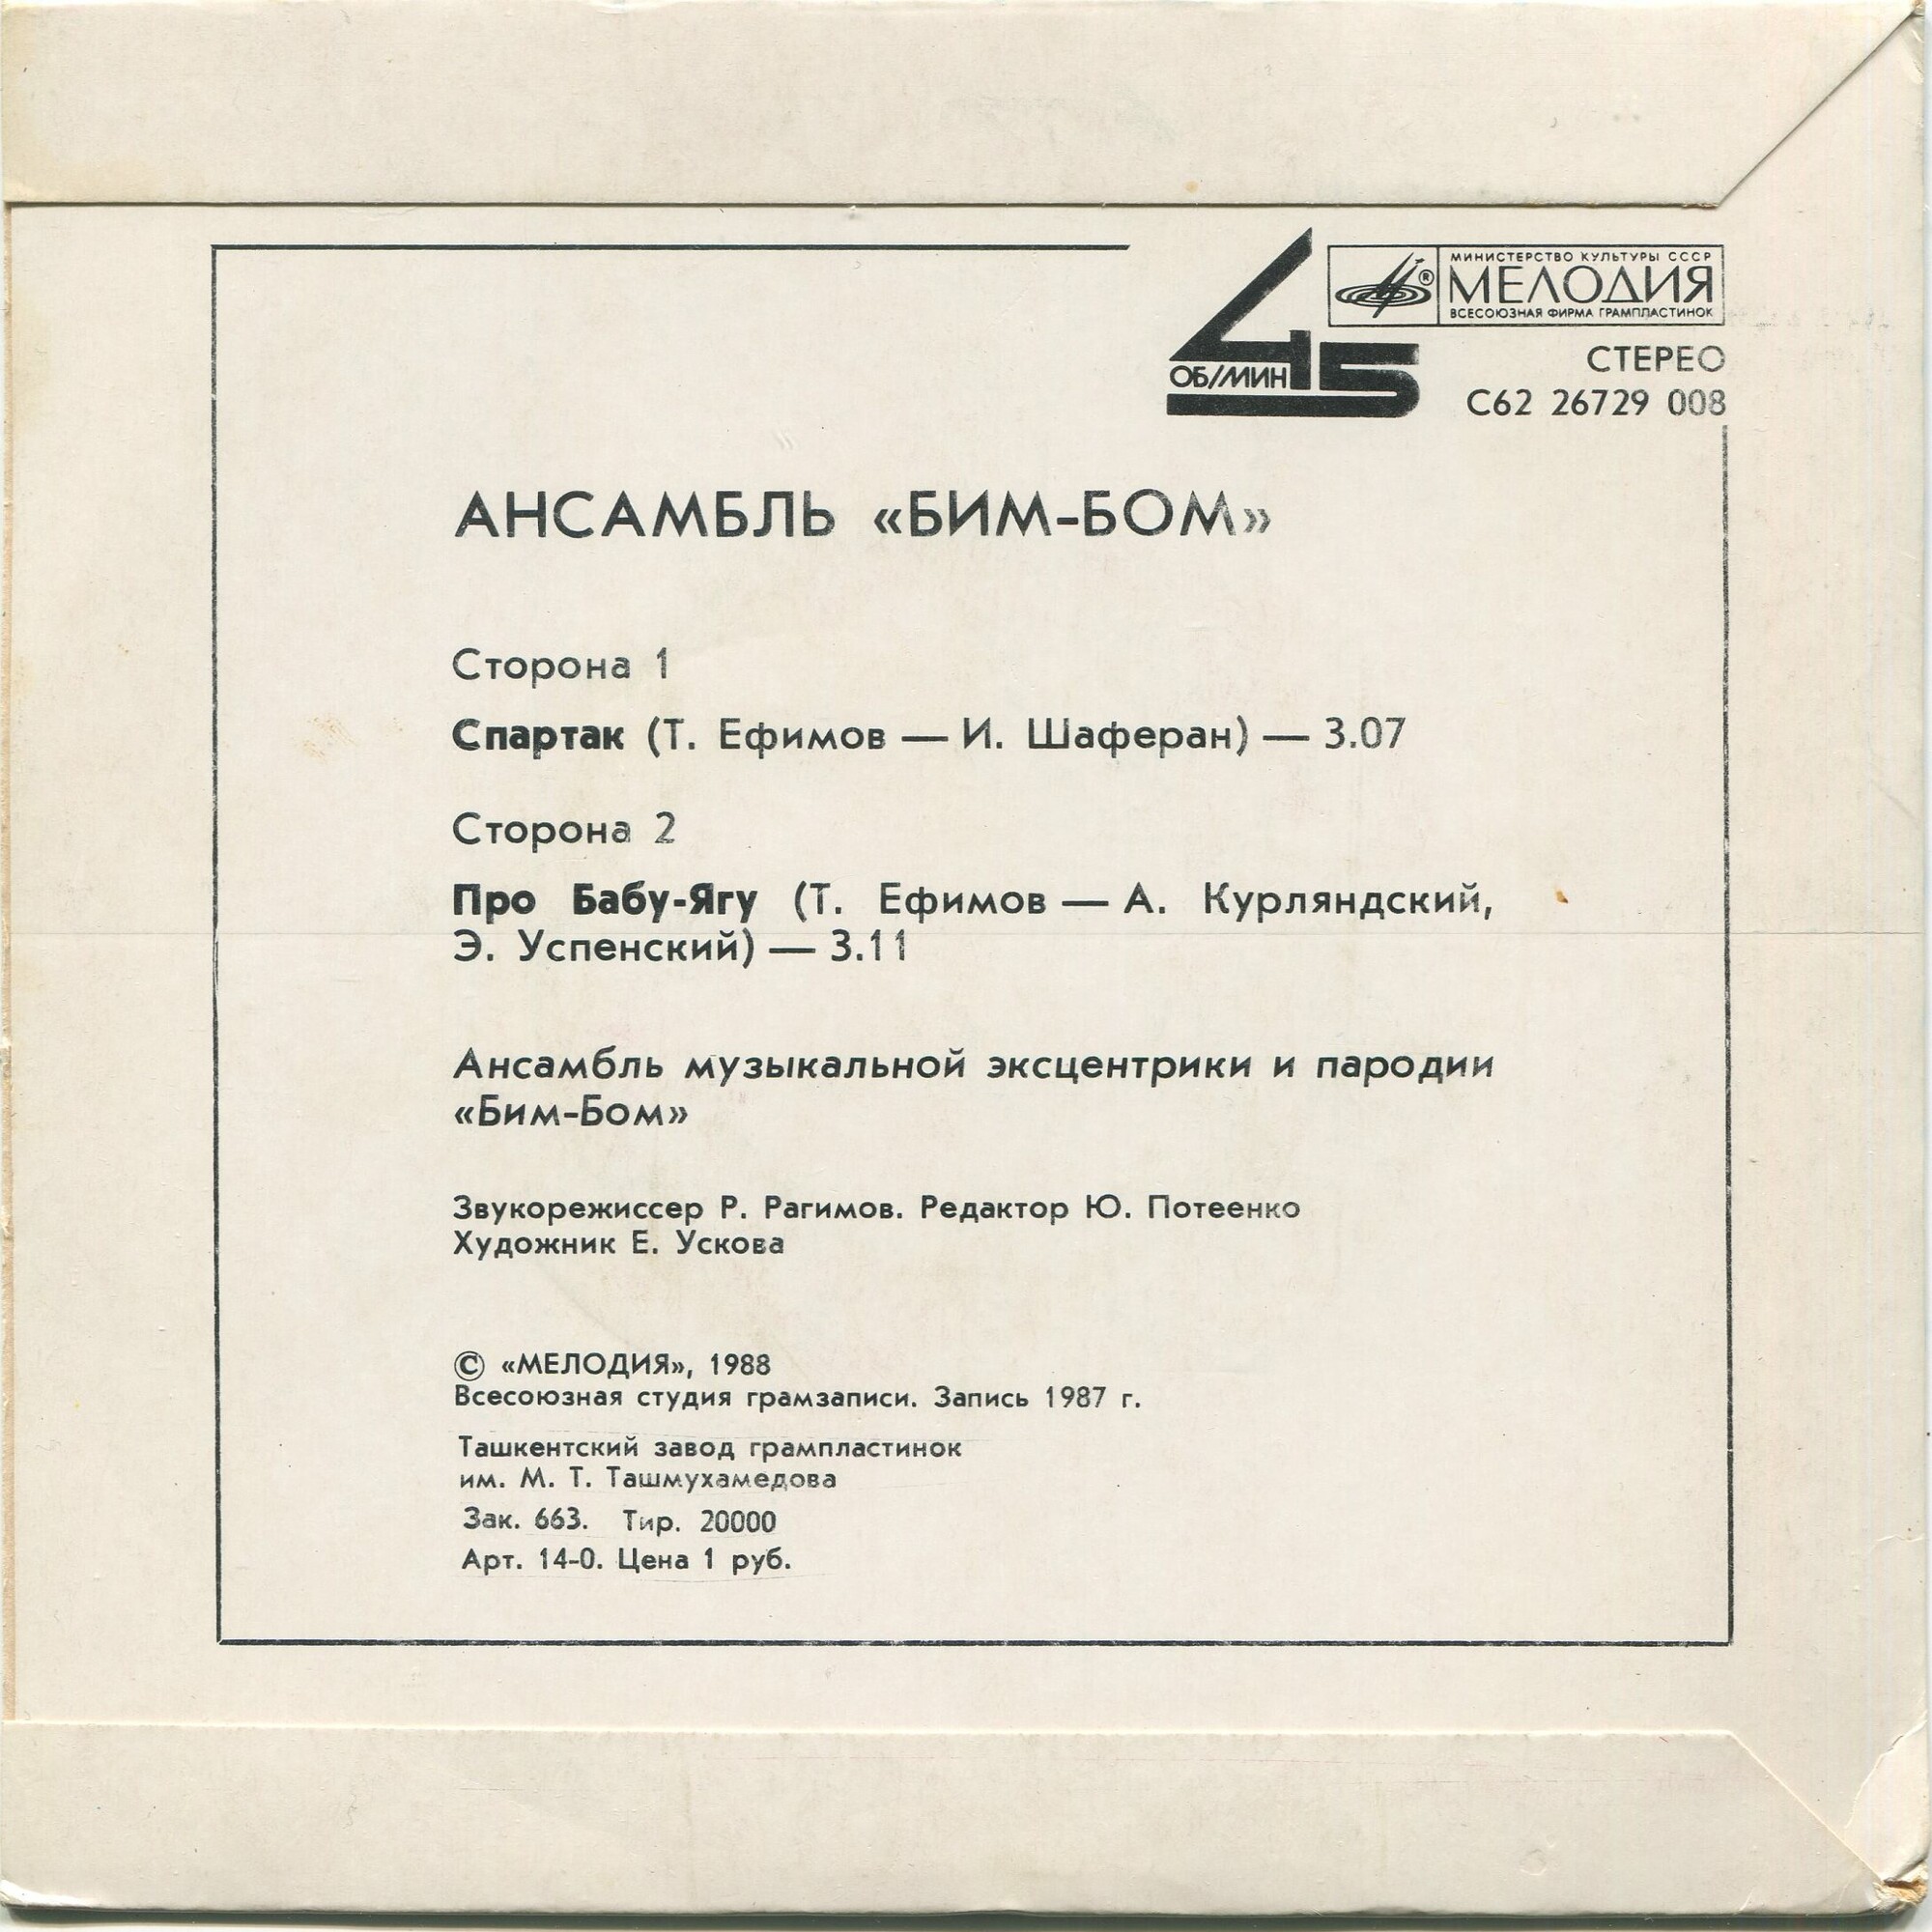 МИНИСТЕРСТВО КУЛЬТУРЫ СССР
МЕЛОДИЯ
ВСЕСОЮЗНАЯ ФИРМА ГРАМПЛАСТИНОК
45
ОБ/МИН
®
СТЕРЕО
С62 26729 008
АНСАМБЛЬ «БИМ-БОМ»
Сторона 1
Спартак (Т. Ефимов — И. Шаферан) — 3.07
Сторона 2
Про Бабу-Ягу (Т. Ефимов — А. Курляндский,
Э. Успенский) — 3.11
Ансамбль музыкальной эксцентрики и пародии
«Бим-Бом»
Звукорежиссер Р. Рагимов. Редактор Ю. Потеенко
Художник Е. Ускова
© «МЕЛОДИЯ», 1988
Всесоюзная студия грамзаписи. Запись 1987 г.
Ташкентский завод грампластинок
им. М. Т. Ташмухамедова
Зак. 663. Тир. 20000
Арт. 14-0. Цена 1 руб.